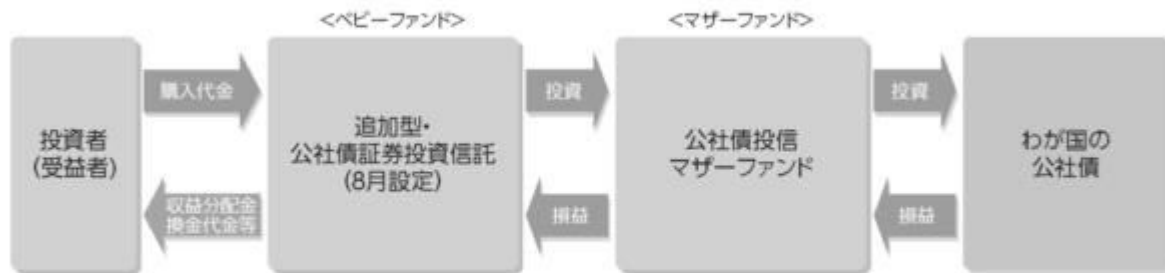 <ベビーファンド>
<マザーファンド>
投資者
(受益者)
購入代金
収益分配金
換金代金等
追加型・
公社債証券投資信託
(8月設定)
投資
損益
公社債投信
マザーファンド
投資
損益
わが国の
公社債